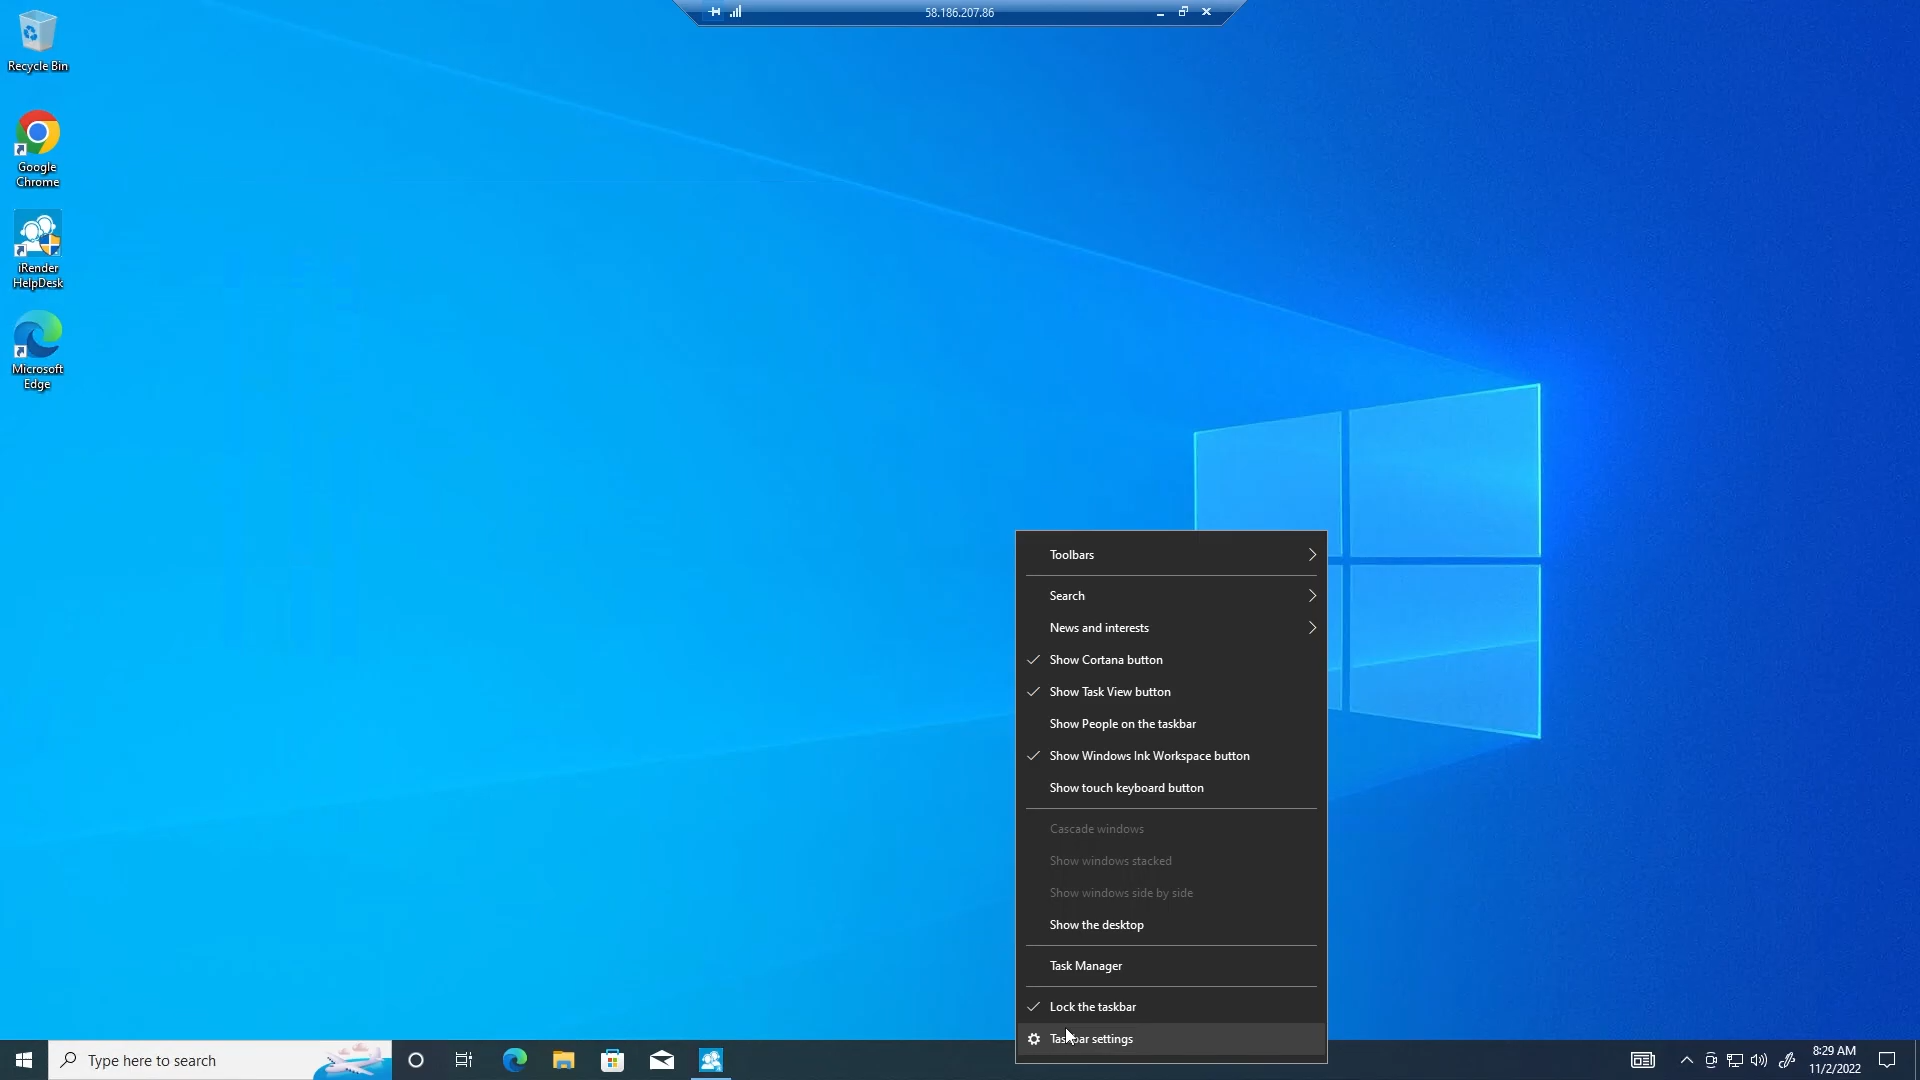 58.186.207.86
Recycle Bin
Google
Chrome
iRender
HelpDesk
Microsoft
Edge
Toolbars
Search
News and interests
Show Cortana button
Show Task View button
Show People on the taskbar
Show Windows Ink Workspace button
Show touch keyboard button
Cascade windows
Show windows stacked
Show windows side by side
Show the desktop
Task Manager
Lock the taskbar
Taskbar settings
Type here to search
8:29 AM
11/2/2022